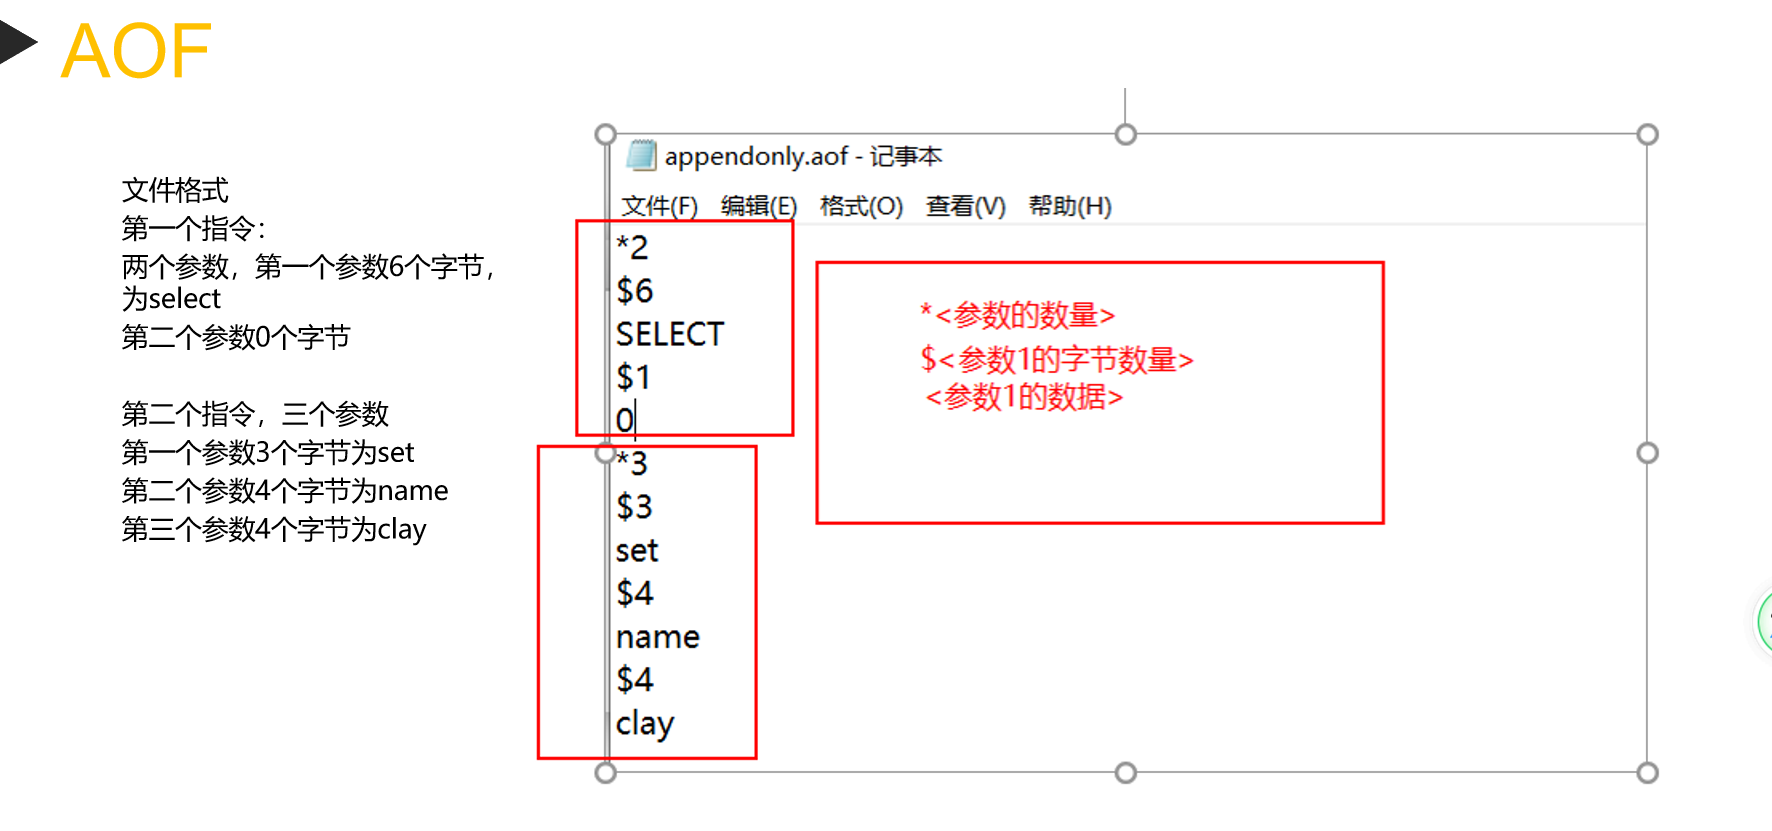 AOF
文件格式
第一个指令：
两个参数，第一个参数6个字节，
为select
第二个参数0个字节
第二个指令，三个参数
第一个参数3个字节为set
第二个参数4个字节为name
第三个参数4个字节为clay
appendonly.aof - 记事本
文件(F) 编辑(E) 格式(O) 查看(V) 帮助(H)
*2
$6
SELECT
$1
0
*3
$3
set
$4
name
$4
clay
*<参数的数量>
$<参数1的字节数量>
<参数1的数据>